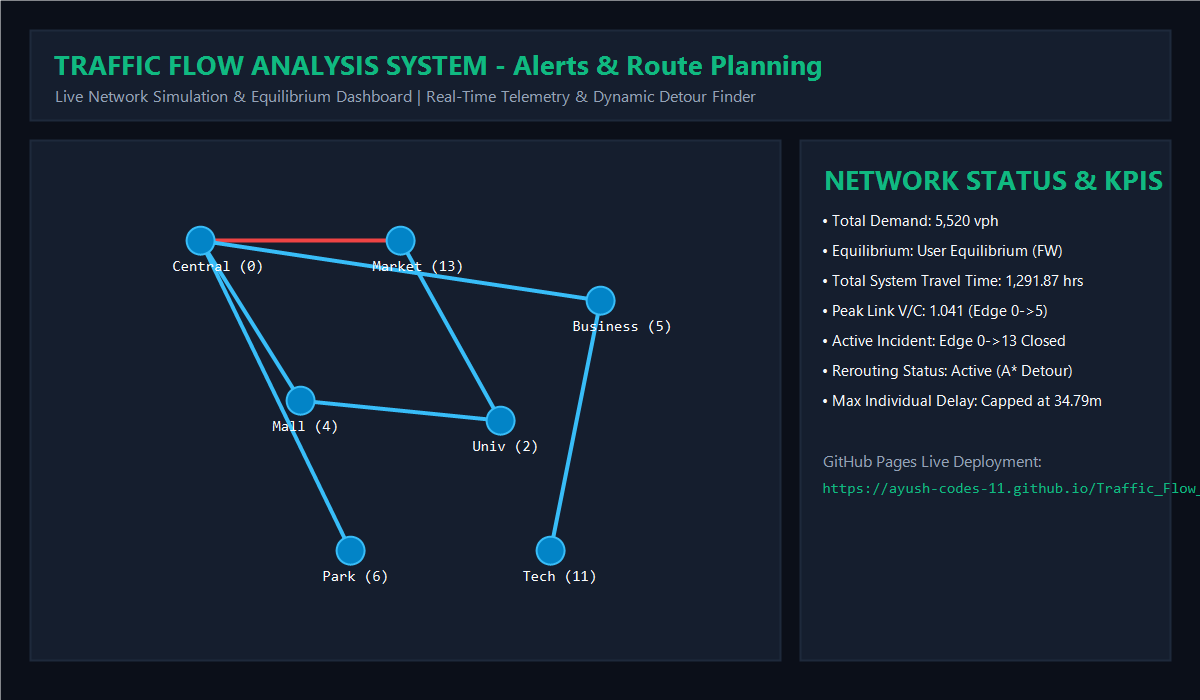 TRAFFIC FLOW ANALYSIS SYSTEM - Alerts & Route Planning
Live Network Simulation & Equilibrium Dashboard | Real-Time Telemetry & Dynamic Detour Finder
Central (0)
Market (13)
Business (5)
Mall (4)
Univ (2)
Park (6)
Tech (11)
NETWORK STATUS & KPIS
• Total Demand: 5,520 vph
• Equilibrium: User Equilibrium (FW)
• Total System Travel Time: 1,291.87 hrs
• Peak Link V/C: 1.041 (Edge 0->5)
• Active Incident: Edge 0->13 Closed
• Rerouting Status: Active (A* Detour)
• Max Individual Delay: Capped at 34.79m
GitHub Pages Live Deployment:
https://ayush-codes-11.github.io/Traffic_Flow_